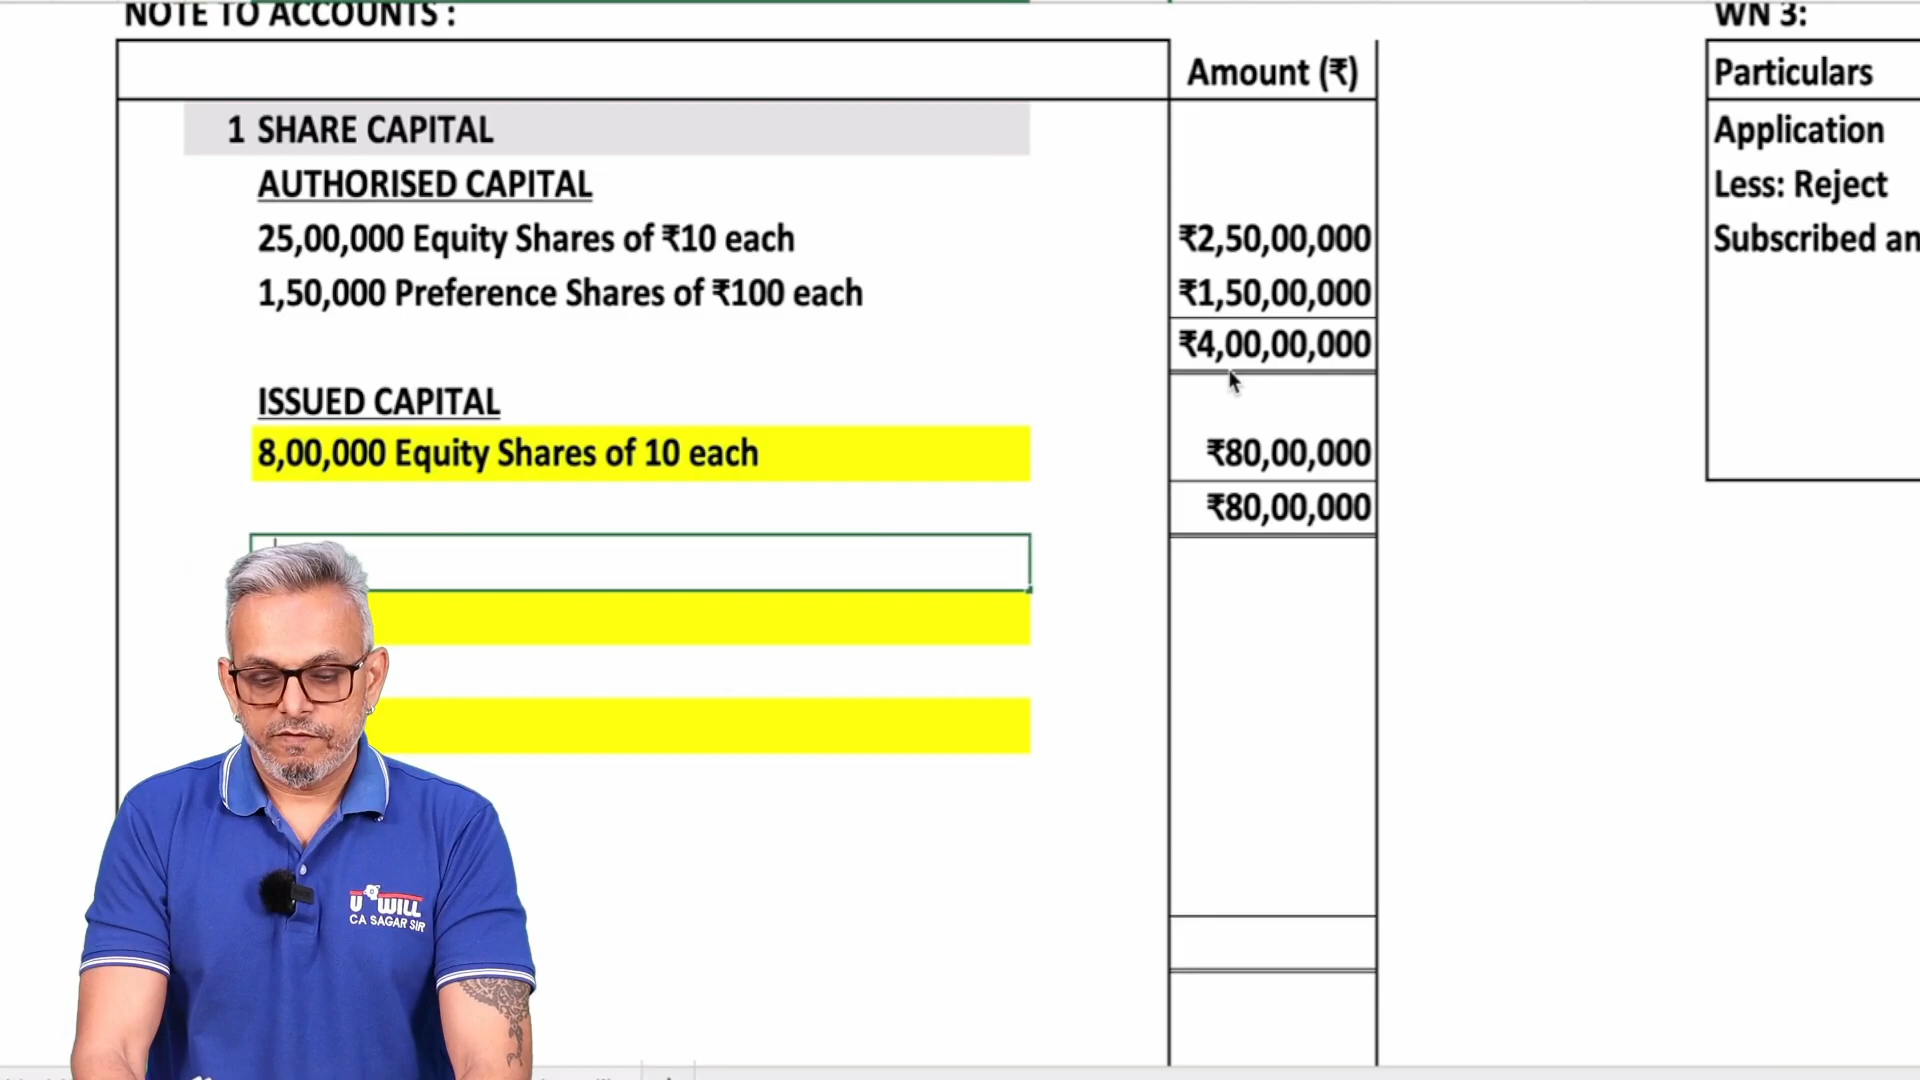 NOTE TO ACCOUNTS :
WN 3:
Amount (₹)
Particulars
1 SHARE CAPITAL
Application
AUTHORISED CAPITAL
Less: Reject
25,00,000 Equity Shares of ₹10 each ₹2,50,00,000
Subscribed an
1,50,000 Preference Shares of ₹100 each ₹1,50,00,000
₹4,00,00,000
ISSUED CAPITAL
8,00,000 Equity Shares of 10 each ₹80,00,000
₹80,00,000
U WILL
CA SAGAR SIR